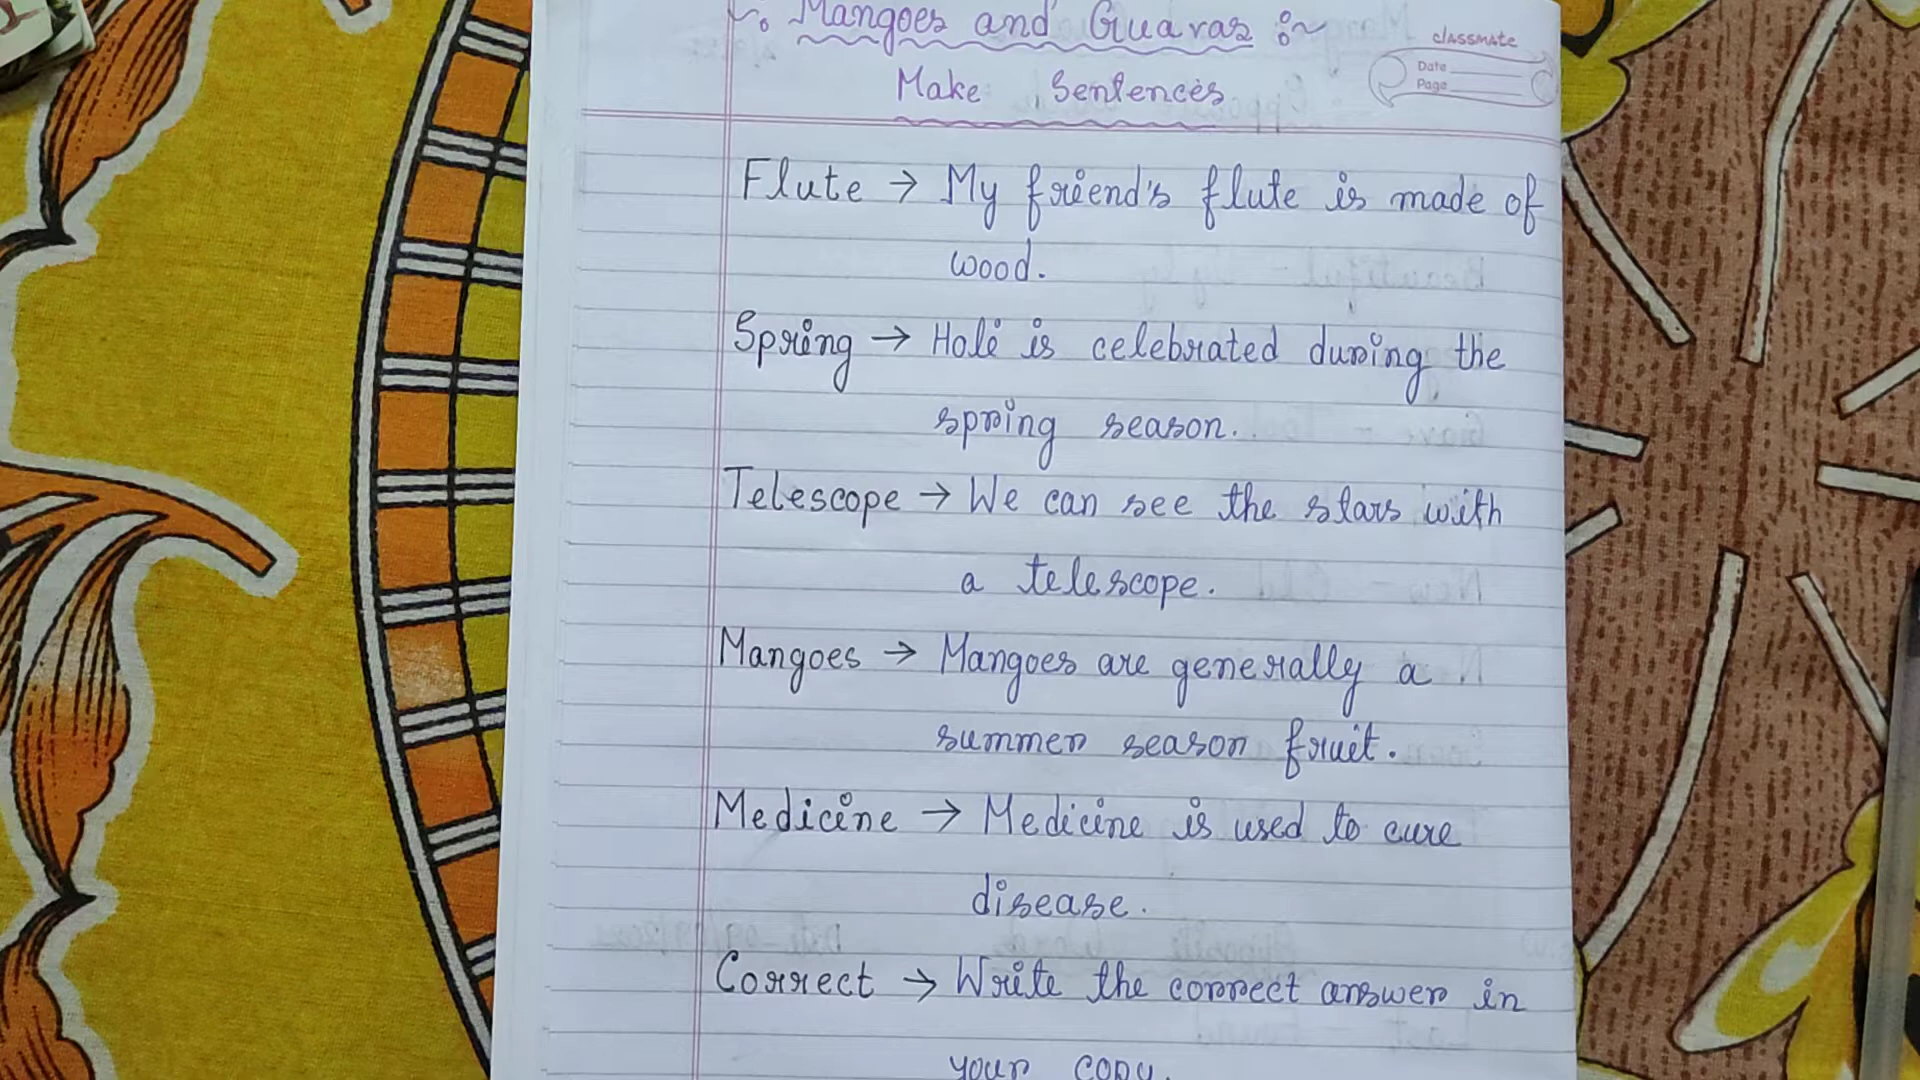 Mangoes and Guavas
classmate
Date
Page
Make Sentences
Flute → My friend's flute is made of
wood.
Spring → Holi is celebrated during the
spring season.
Telescope → We can see the stars with
a telescope.
Mangoes → Mangoes are generally a
summer season fruit.
Medicine → Medicine is used to cure
disease.
Correct → Write the correct answer in
your copy.